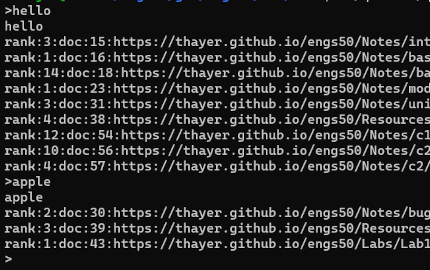 >hello
hello
rank:3:doc:15:https://thayer.github.io/engs50/Notes/int
rank:1:doc:16:https://thayer.github.io/engs50/Notes/bas
rank:14:doc:18:https://thayer.github.io/engs50/Notes/ba
rank:1:doc:23:https://thayer.github.io/engs50/Notes/mod
rank:3:doc:31:https://thayer.github.io/engs50/Notes/uni
rank:4:doc:38:https://thayer.github.io/engs50/Resources
rank:12:doc:54:https://thayer.github.io/engs50/Notes/c1
rank:10:doc:56:https://thayer.github.io/engs50/Notes/c2
rank:4:doc:57:https://thayer.github.io/engs50/Notes/c2/
>apple
apple
rank:2:doc:30:https://thayer.github.io/engs50/Notes/bug
rank:3:doc:39:https://thayer.github.io/engs50/Resources
rank:1:doc:43:https://thayer.github.io/engs50/Labs/Lab1
>